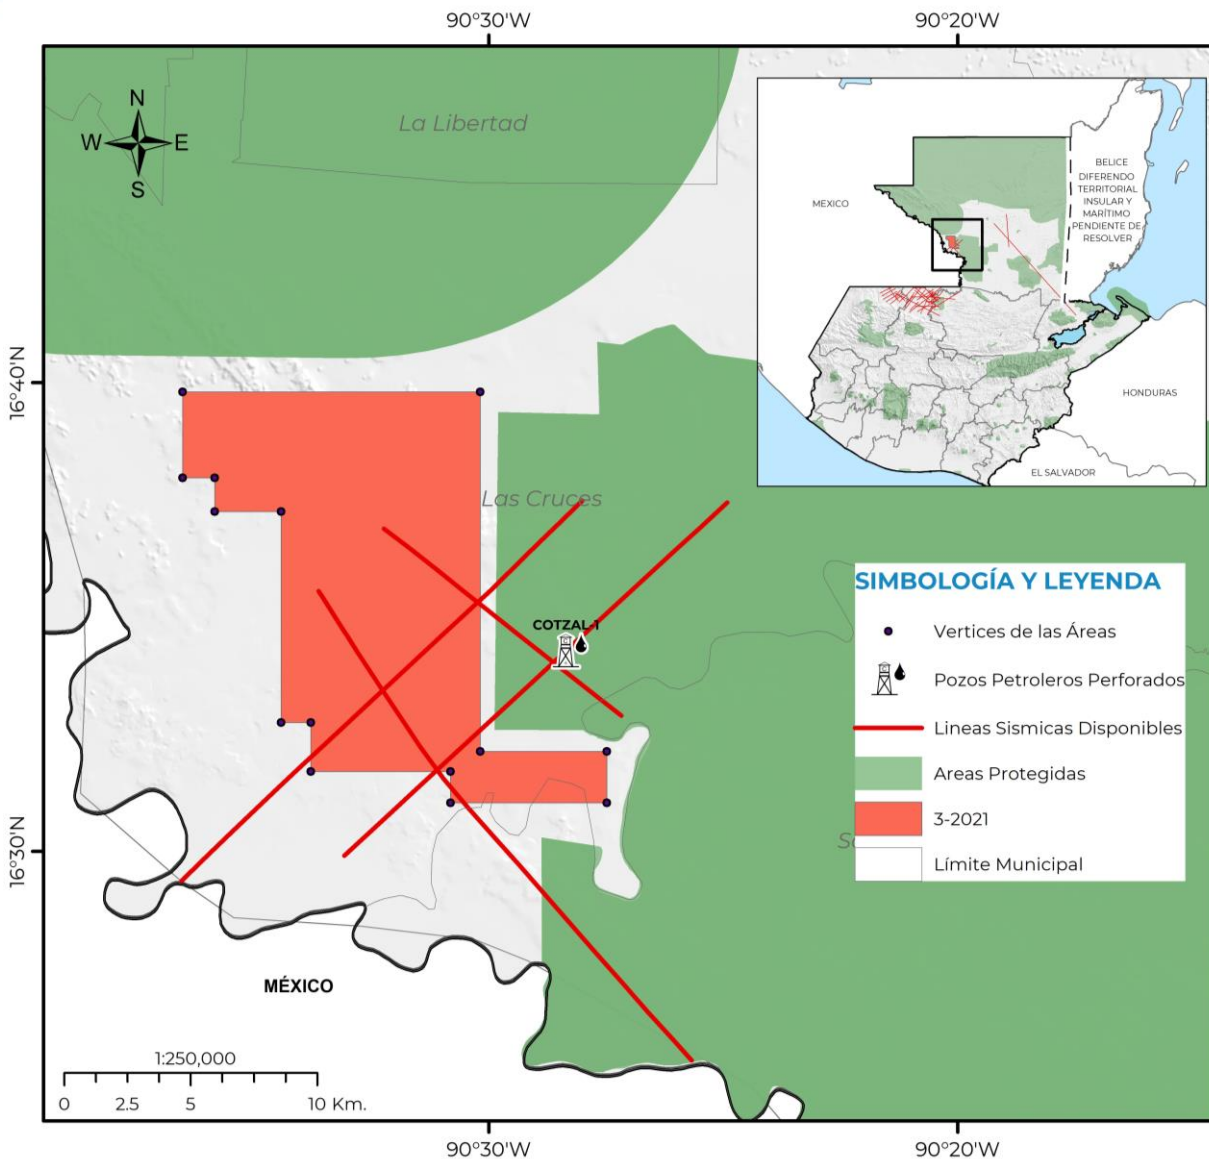 90°30'W
90°20'W
N
W
E
S
La Libertad
MEXICO
BELICE
DIFERENDO
TERRITORIAL
INSULAR Y
MARÍTIMO
PENDIENTE DE
RESOLVER
HONDURAS
EL SALVADOR
16°40'N
Las Cruces
COTZAL-1
SIMBOLOGÍA Y LEYENDA
Vertices de las Áreas
Pozos Petroleros Perforados
Lineas Sismicas Disponibles
Areas Protegidas
3-2021
Límite Municipal
16°30'N
MÉXICO
1:250,000
0 2.5 5 10 Km.
90°30'W
90°20'W